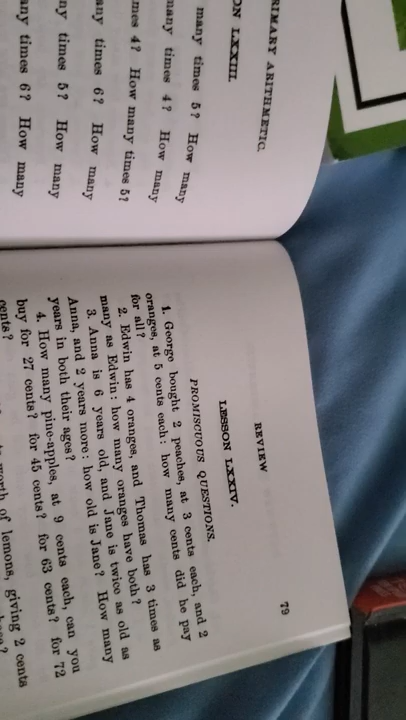 RIMARY ARITHMETIC.
ON LXXIII.
many times 5? How many
many times 4? How many
mes 4? How many times 5?
any times 6? How many
ny times 5? How many
any times 6? How many
REVIEW 79
LESSON LXXIV.
PROMISCUOUS QUESTIONS.
1. George bought 2 peaches, at 3 cents each, and 2
oranges, at 5 cents each: how many cents did he pay
for all?
2. Edwin has 4 oranges, and Thomas has 3 times as
many as Edwin: how many oranges have both?
3. Anna is 6 years old, and Jane is twice as old as
Anna, and 2 years more: how old is Jane? How many
years in both their ages?
4. How many pine-apples, at 9 cents each, can you
buy for 27 cents? for 45 cents? for 63 cents? for 72
cents?
worth of lemons, giving 2 cents